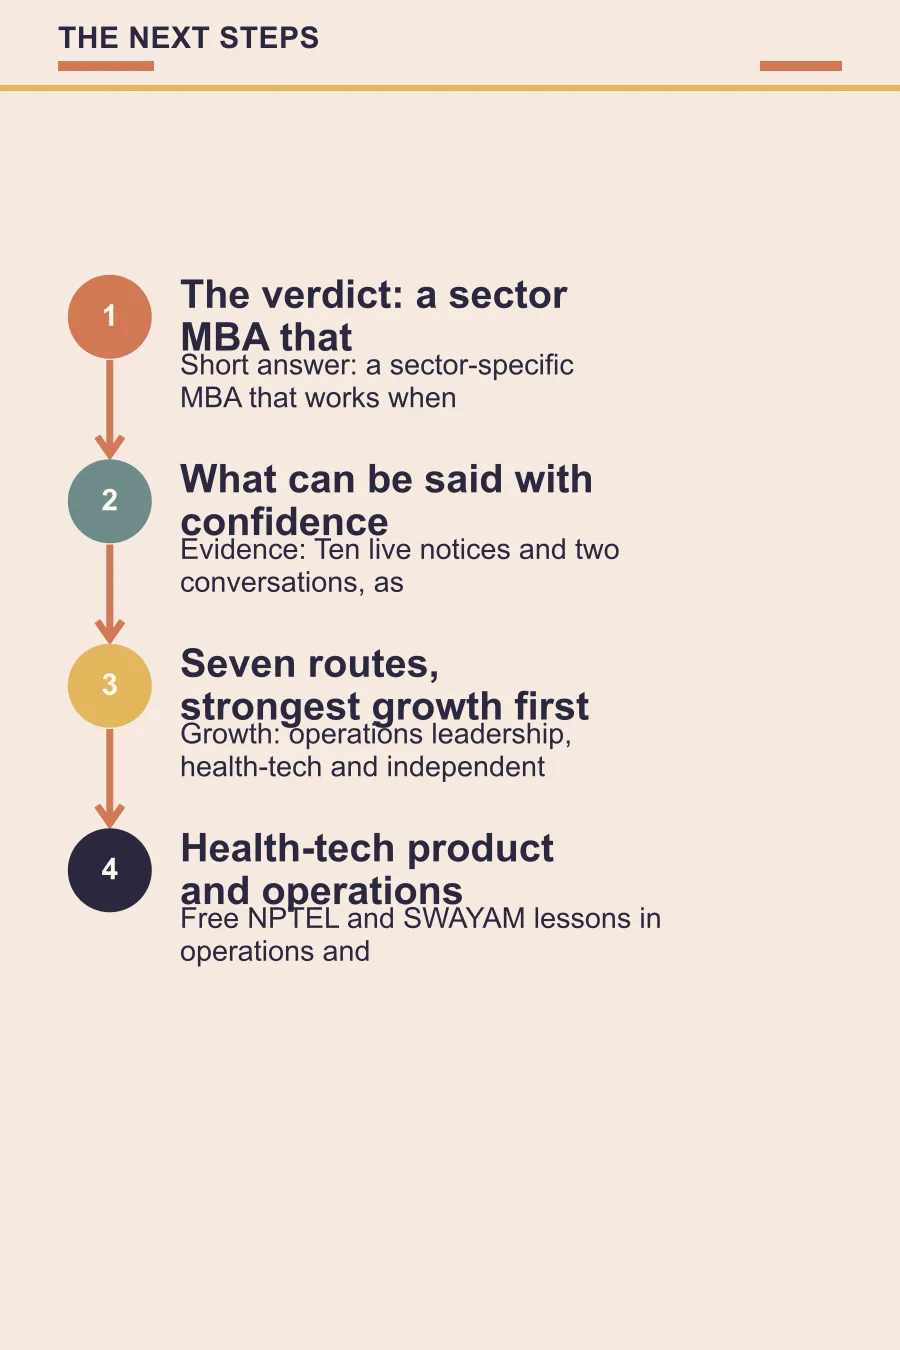 THE NEXT STEPS
1
The verdict: a sector
MBA that
Short answer: a sector-specific
MBA that works when
2
What can be said with
confidence
Evidence: Ten live notices and two
conversations, as
3
Seven routes,
strongest growth first
Growth: operations leadership,
health-tech and independent
4
Health-tech product
and operations
Free NPTEL and SWAYAM lessons in
operations and